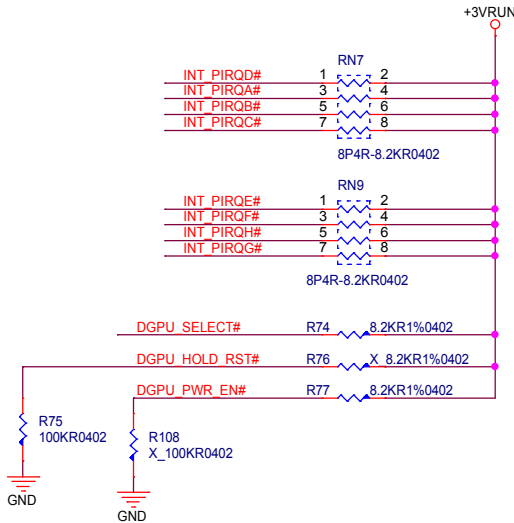 +3VRUN
RN7
INT_PIRQD# 1 2
INT_PIRQA# 3 4
INT_PIRQB# 5 6
INT_PIRQC# 7 8
8P4R-8.2KR0402
RN9
INT_PIRQE# 1 2
INT_PIRQF# 3 4
INT_PIRQH# 5 6
INT_PIRQG# 7 8
8P4R-8.2KR0402
DGPU_SELECT# R74 8.2KR1%0402
DGPU_HOLD_RST# R76 X_8.2KR1%0402
DGPU_PWR_EN# R77 8.2KR1%0402
R75
100KR0402
R108
X_100KR0402
GND
GND